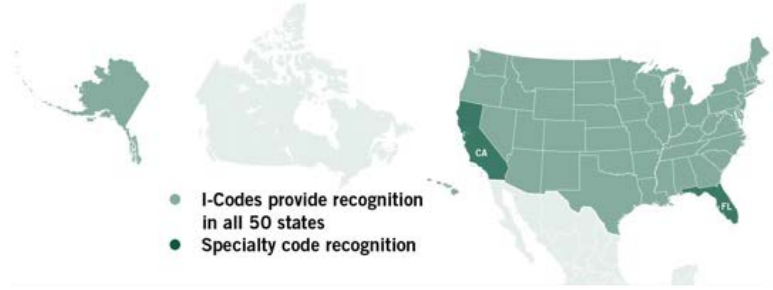 CA
FL
I-Codes provide recognition
in all 50 states
Specialty code recognition